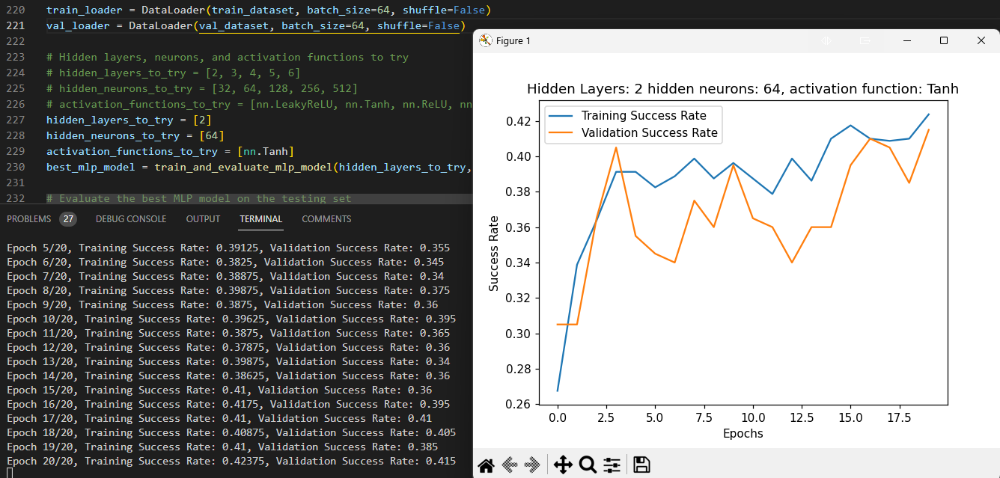 220 train_loader = DataLoader(train_dataset, batch_size=64, shuffle=False)
221 val_loader = DataLoader(val_dataset, batch_size=64, shuffle=False)
222
223 # Hidden layers, neurons, and activation functions to try
224 # hidden_layers_to_try = [2, 3, 4, 5, 6]
225 # hidden_neurons_to_try = [32, 64, 128, 256, 512]
226 # activation_functions_to_try = [nn.LeakyReLU, nn.Tanh, nn.ReLU, nn
227 hidden_layers_to_try = [2]
228 hidden_neurons_to_try = [64]
229 activation_functions_to_try = [nn.Tanh]
230 best_mlp_model = train_and_evaluate_mlp_model(hidden_layers_to_try,
231
232 # Evaluate the best MLP model on the testing set
PROBLEMS 27 DEBUG CONSOLE OUTPUT TERMINAL COMMENTS
Epoch 5/20, Training Success Rate: 0.39125, Validation Success Rate: 0.355
Epoch 6/20, Training Success Rate: 0.3825, Validation Success Rate: 0.345
Epoch 7/20, Training Success Rate: 0.38875, Validation Success Rate: 0.34
Epoch 8/20, Training Success Rate: 0.39875, Validation Success Rate: 0.375
Epoch 9/20, Training Success Rate: 0.3875, Validation Success Rate: 0.36
Epoch 10/20, Training Success Rate: 0.39625, Validation Success Rate: 0.395
Epoch 11/20, Training Success Rate: 0.3875, Validation Success Rate: 0.365
Epoch 12/20, Training Success Rate: 0.37875, Validation Success Rate: 0.36
Epoch 13/20, Training Success Rate: 0.39875, Validation Success Rate: 0.34
Epoch 14/20, Training Success Rate: 0.38625, Validation Success Rate: 0.36
Epoch 15/20, Training Success Rate: 0.41, Validation Success Rate: 0.36
Epoch 16/20, Training Success Rate: 0.4175, Validation Success Rate: 0.395
Epoch 17/20, Training Success Rate: 0.41, Validation Success Rate: 0.41
Epoch 18/20, Training Success Rate: 0.40875, Validation Success Rate: 0.405
Epoch 19/20, Training Success Rate: 0.41, Validation Success Rate: 0.385
Epoch 20/20, Training Success Rate: 0.42375, Validation Success Rate: 0.415
Figure 1
Hidden Layers: 2 hidden neurons: 64, activation function: Tanh
Training Success Rate
Validation Success Rate
Success Rate
0.42
0.40
0.38
0.36
0.34
0.32
0.30
0.28
0.26
0.0 2.5 5.0 7.5 10.0 12.5 15.0 17.5
Epochs